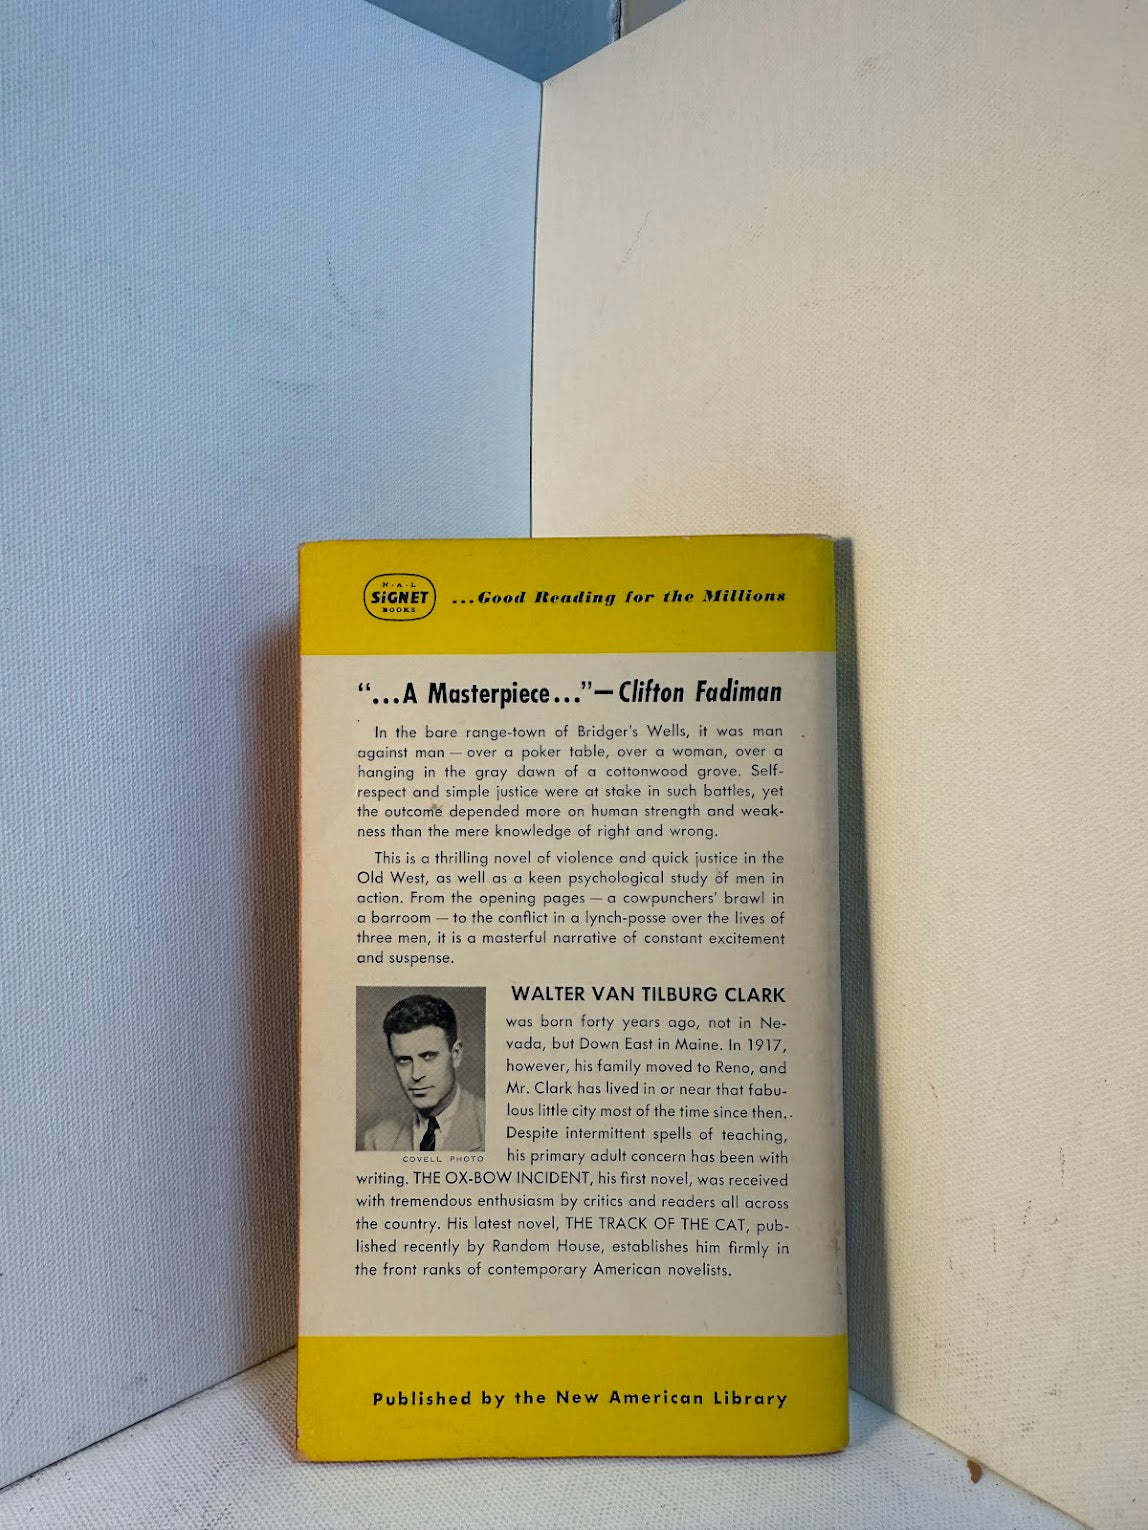 N·A·L
SiGNET
BOOKS
...Good Reading for the Millions
“...A Masterpiece...”—Clifton Fadiman
In the bare range-town of Bridger's Wells, it was man
against man — over a poker table, over a woman, over a
hanging in the gray dawn of a cottonwood grove. Self-
respect and simple justice were at stake in such battles, yet
the outcome depended more on human strength and weak-
ness than the mere knowledge of right and wrong.
This is a thrilling novel of violence and quick justice in the
Old West, as well as a keen psychological study of men in
action. From the opening pages — a cowpunchers' brawl in
a barroom — to the conflict in a lynch-posse over the lives of
three men, it is a masterful narrative of constant excitement
and suspense.
WALTER VAN TILBURG CLARK
was born forty years ago, not in Ne-
vada, but Down East in Maine. In 1917,
however, his family moved to Reno, and
Mr. Clark has lived in or near that fabu-
lous little city most of the time since then.
Despite intermittent spells of teaching,
his primary adult concern has been with
COVELL PHOTO
writing. THE OX-BOW INCIDENT, his first novel, was received
with tremendous enthusiasm by critics and readers all across
the country. His latest novel, THE TRACK OF THE CAT, pub-
lished recently by Random House, establishes him firmly in
the front ranks of contemporary American novelists.
Published by the New American Library